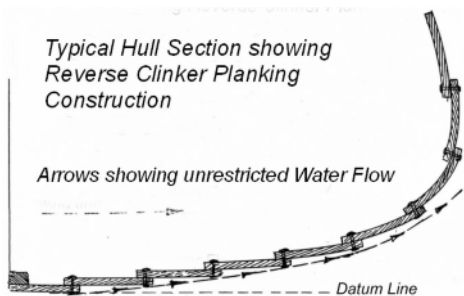 Typical Hull Section showing
Reverse Clinker Planking
Construction
Arrows showing unrestricted Water Flow
Datum Line